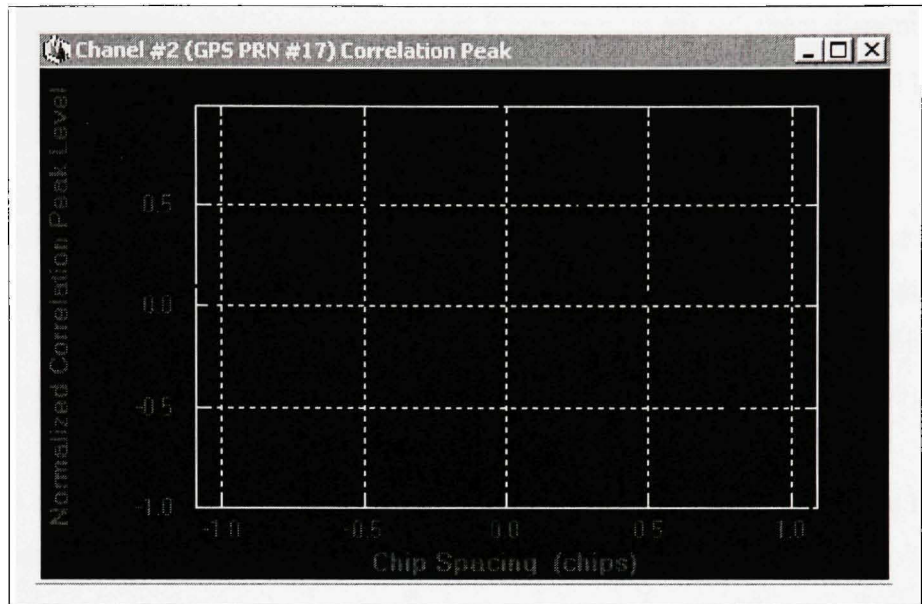 Chanel #2 (GPS PRN #17) Correlation Peak
Normalized Correlation Peak Level
0.5
0.0
-0.5
-1.0
-1.0 -0.5 0.0 0.5 1.0
Chip Spacing (chips)